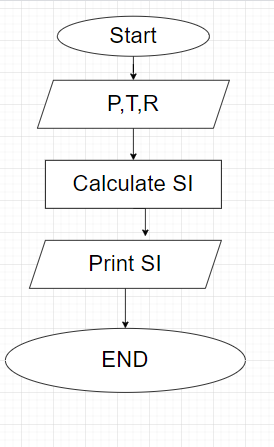 Start
P,T,R
Calculate SI
Print SI
END